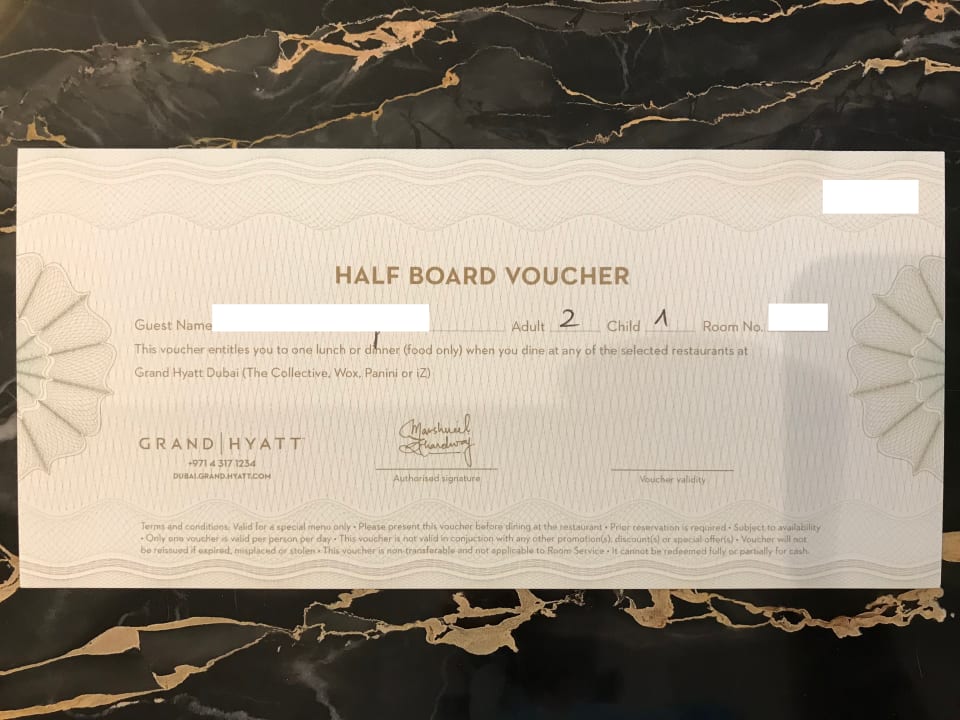 HALF BOARD VOUCHER
Guest Name Adult 2 Child 1 Room No.
This voucher entitles you to one lunch or dinner (food only) when you dine at any of the selected restaurants at
Grand Hyatt Dubai (The Collective, Wox, Panini or iZ)
GRAND | HYATT
+971 4 317 1234
DUBAI.GRAND.HYATT.COM
Authorised signature
Voucher validity
Terms and conditions: Valid for a special menu only • Please present this voucher before dining at the restaurant • Prior reservation is required • Subject to availability
• Only one voucher is valid per person per day • This voucher is not valid in conjuction with any other promotion(s), discount(s) or special offer(s) • Voucher will not
be reissued if expired, misplaced or stolen • This voucher is non-transferable and not applicable to Room Service • It cannot be redeemed fully or partially for cash.